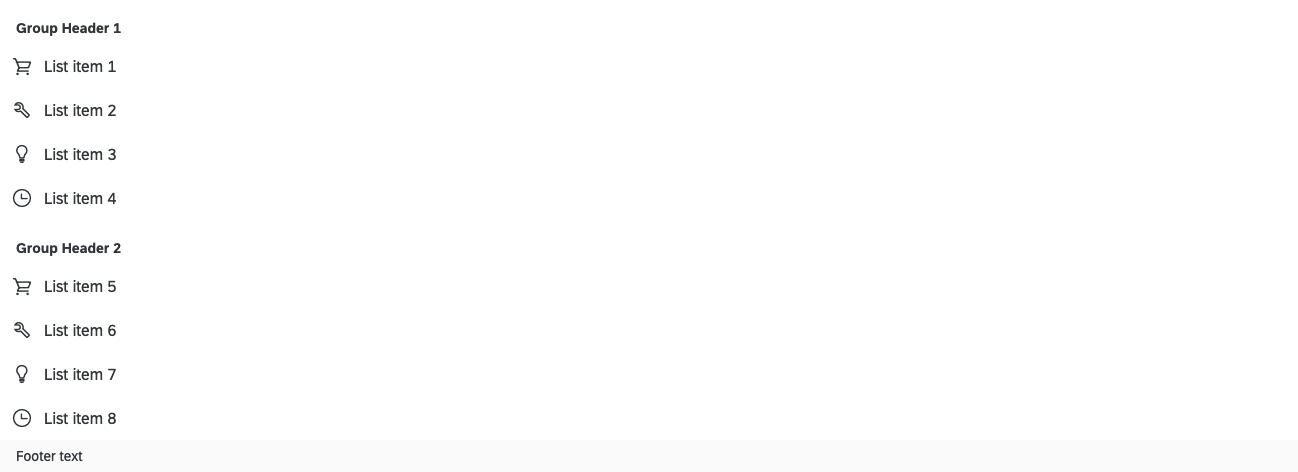 Group Header 1
List item 1
List item 2
List item 3
List item 4
Group Header 2
List item 5
List item 6
List item 7
List item 8
Footer text